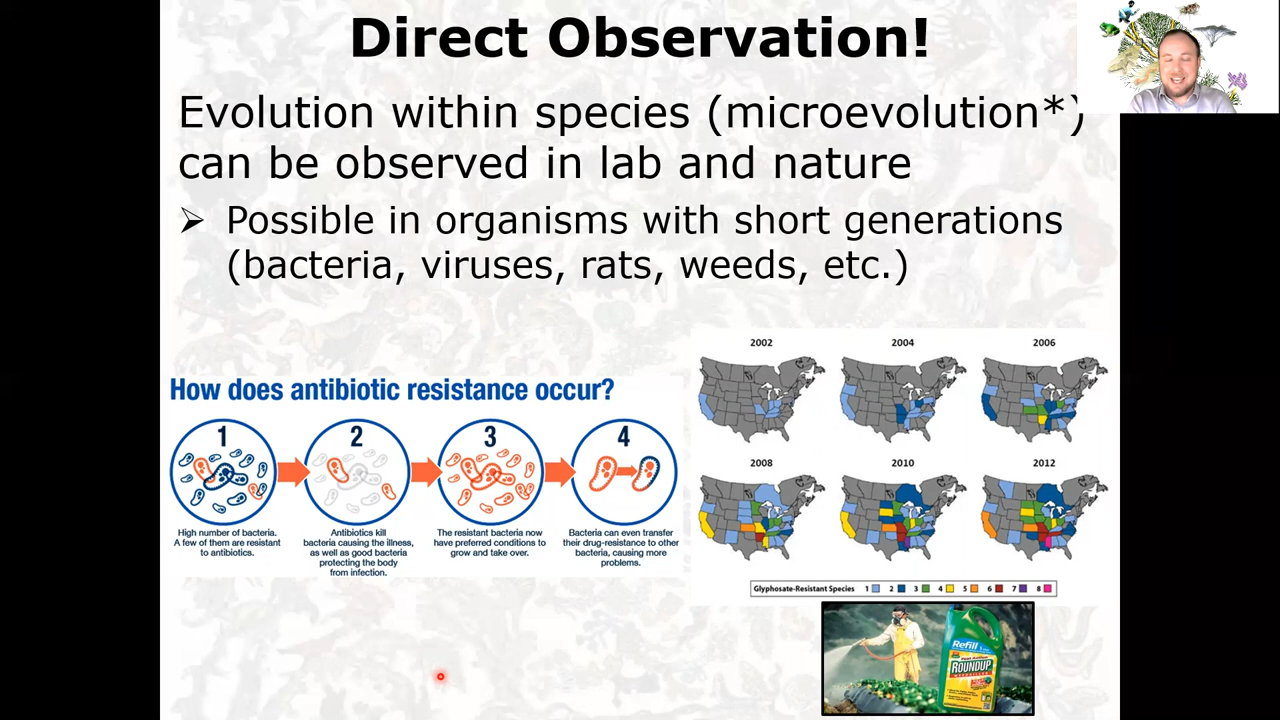 Direct Observation!
Evolution within species (microevolution*)
can be observed in lab and nature
➢ Possible in organisms with short generations
(bacteria, viruses, rats, weeds, etc.)
How does antibiotic resistance occur?
1
2
3
4
High number of bacteria.
A few of them are resistant
to antibiotics.
Antibiotics kill
bacteria causing the illness,
as well as good bacteria
protecting the body
from infection.
The resistant bacteria now
have preferred conditions to
grow and take over.
Bacteria can even transfer
their drug-resistance to other
bacteria, causing more
problems.
2002
2004
2006
2008
2010
2012
Glyphosate-Resistant Species 1 2 3 4 5 6 7 8
Refill
ROUNDUP